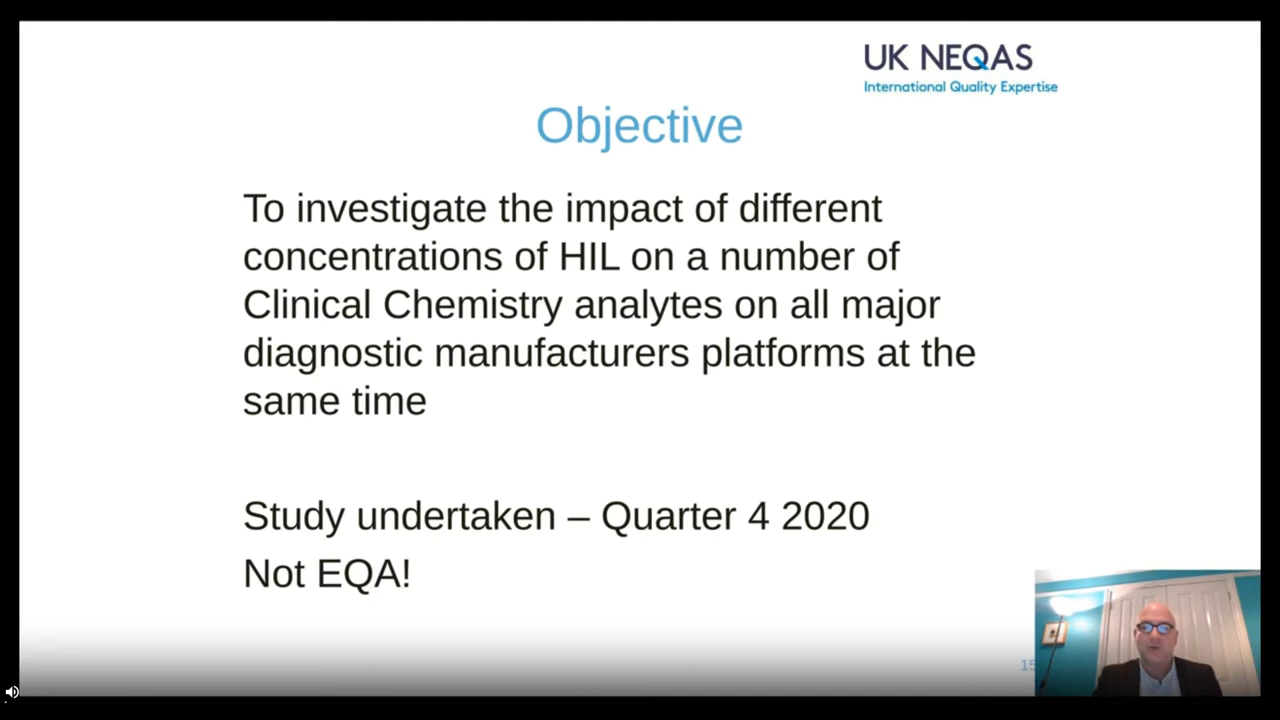 UK NEQAS
International Quality Expertise
Objective
To investigate the impact of different
concentrations of HIL on a number of
Clinical Chemistry analytes on all major
diagnostic manufacturers platforms at the
same time
Study undertaken – Quarter 4 2020
Not EQA!
15